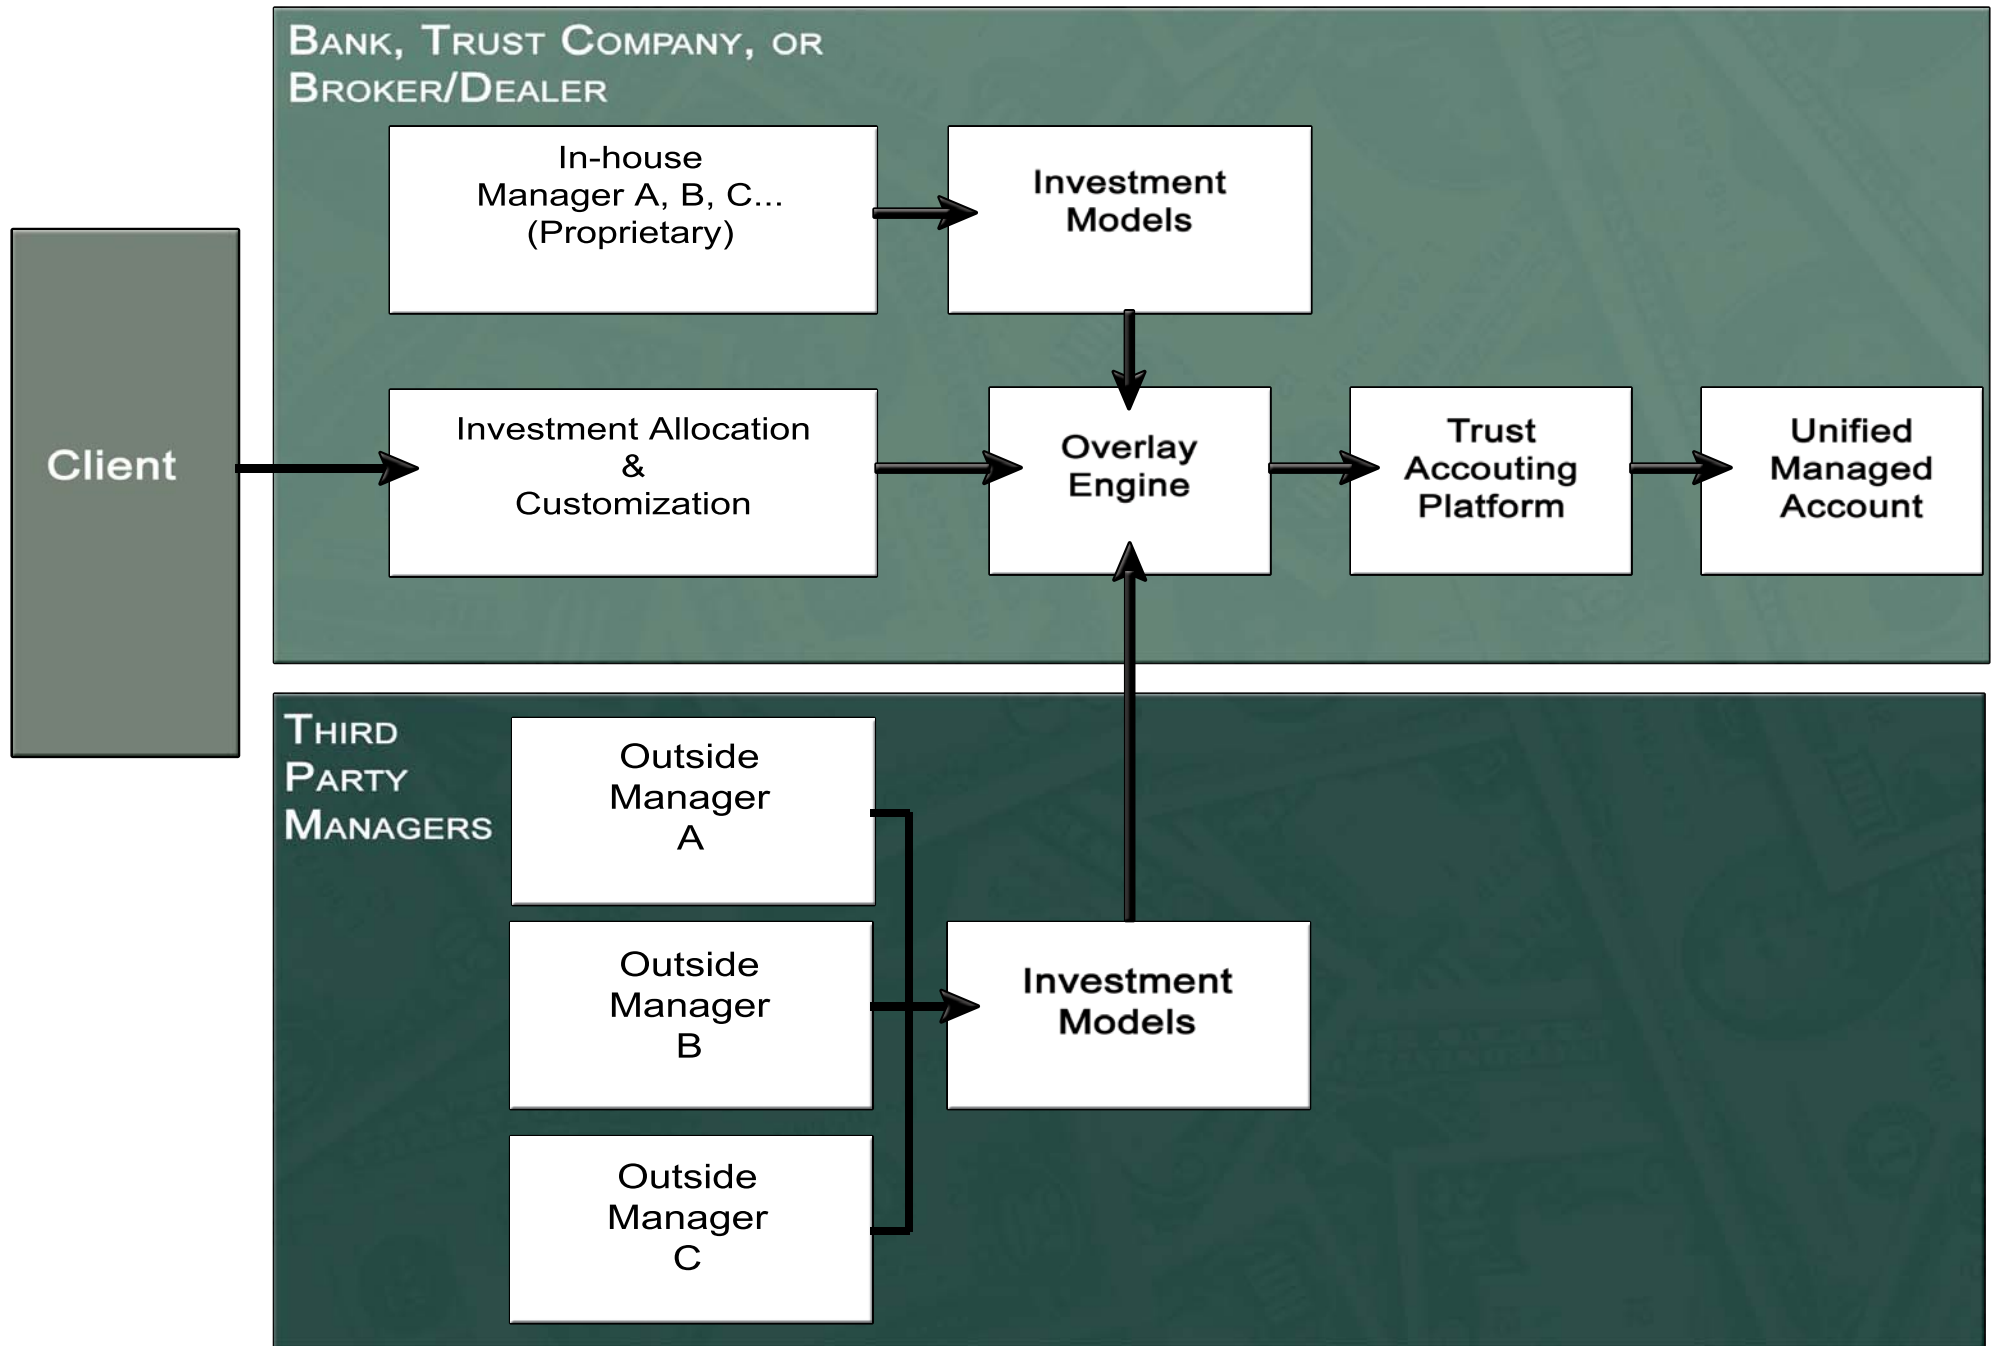 BANK, TRUST COMPANY, OR
BROKER/DEALER
In-house
Manager A, B, C...
(Proprietary)
Investment
Models
Client
Investment Allocation
&
Customization
Overlay
Engine
Trust
Accouting
Platform
Unified
Managed
Account
THIRD
PARTY
MANAGERS
Outside
Manager
A
Outside
Manager
B
Outside
Manager
C
Investment
Models